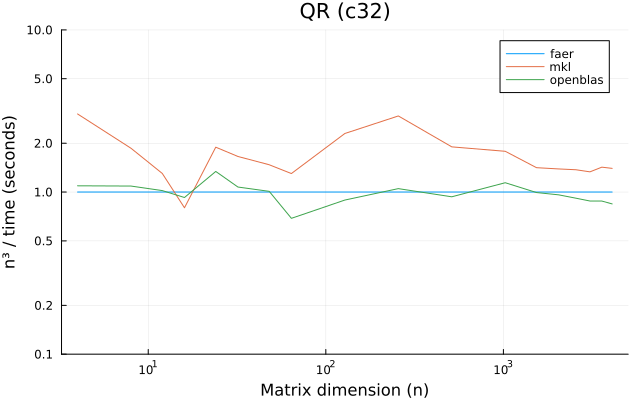 QR (c32)
n³ / time (seconds)
10.0
5.0
2.0
1.0
0.5
0.2
0.1
faer
mkl
openblas
10¹
10²
10³
Matrix dimension (n)